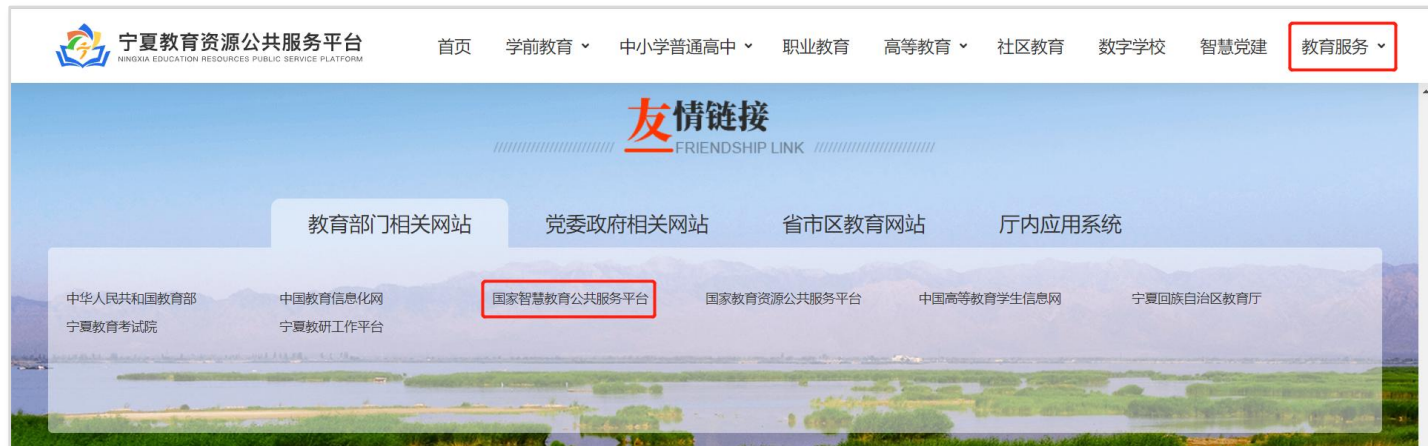 宁夏教育资源公共服务平台
NINGXIA EDUCATION RESOURCES PUBLIC SERVICE PLATFORM
首页 学前教育 中小学普通高中 职业教育 高等教育 社区教育 数字学校 智慧党建 教育服务
友情链接
FRIENDSHIP LINK
教育部门相关网站 党委政府相关网站 省市区教育网站 厅内应用系统
中华人民共和国教育部 中国教育信息化网 国家智慧教育公共服务平台 国家教育资源公共服务平台 中国高等教育学生信息网 宁夏回族自治区教育厅
宁夏教育考试院 宁夏教研工作平台